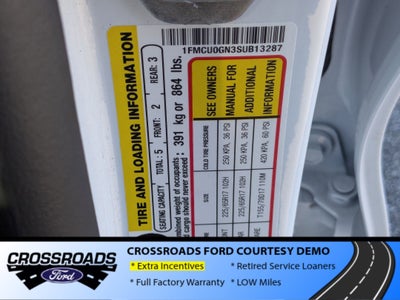 1FMCU0GN3SUB13287
TIRE AND LOADING INFORMATION
SEATING CAPACITY TOTAL: 5 FRONT: 2 REAR: 3
combined weight of occupants
and cargo should never exceed: 391 kg or 864 lbs.
SEE OWNERS
MANUAL FOR
ADDITIONAL
INFORMATION
COLD TIRE PRESSURE
250 KPA, 36 PSI
250 KPA, 36 PSI
420 KPA, 60 PSI
SIZE
225/65R17 102H
225/65R17 102H
T155/70D17 110M
CROSSROADS
Ford
CROSSROADS FORD COURTESY DEMO
* Extra Incentives
* Retired Service Loaners
* Full Factory Warranty
* LOW Miles